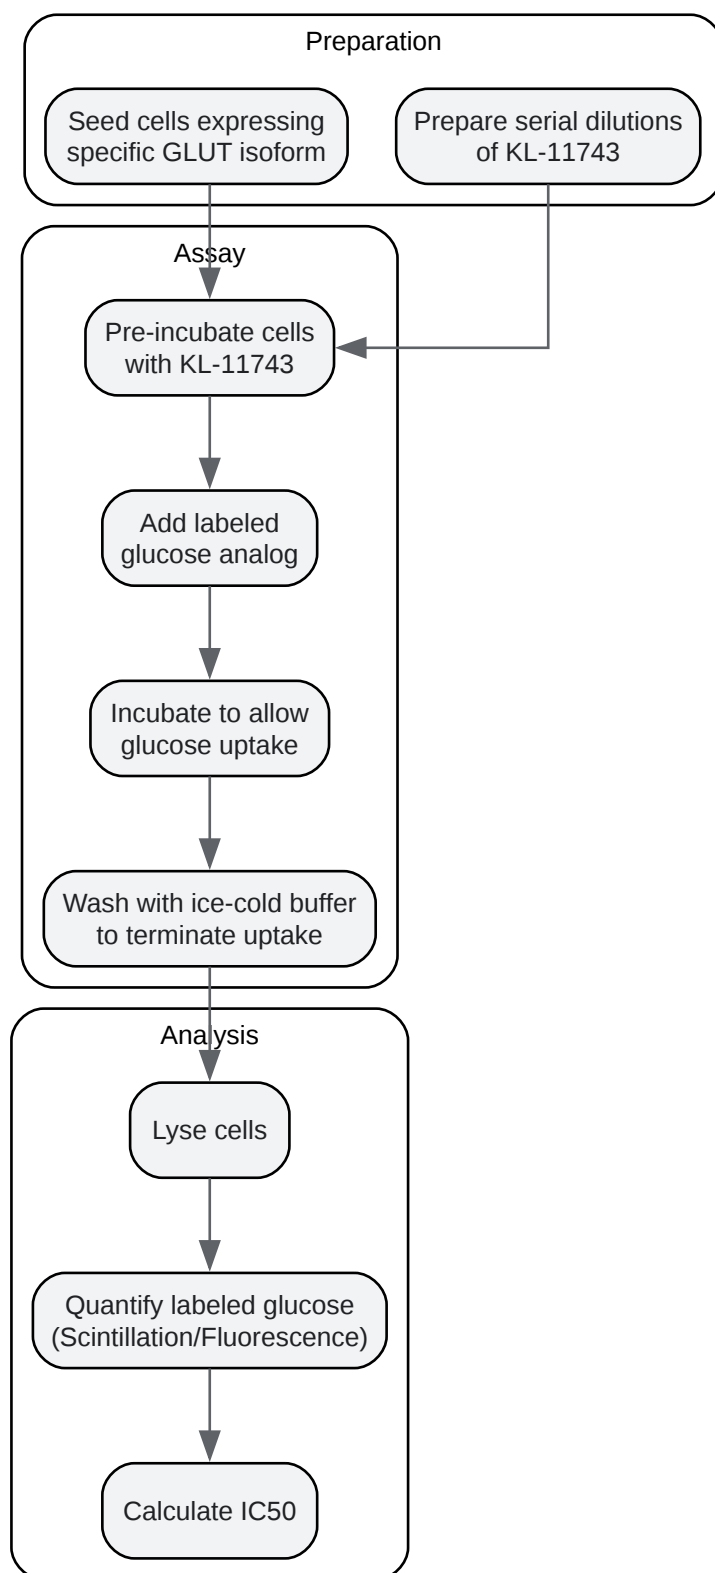 Preparation
Seed cells expressing
specific GLUT isoform
Prepare serial dilutions
of KL-11743
Assay
Pre-incubate cells
with KL-11743
Add labeled
glucose analog
Incubate to allow
glucose uptake
Wash with ice-cold buffer
to terminate uptake
Analysis
Lyse cells
Quantify labeled glucose
(Scintillation/Fluorescence)
Calculate IC50